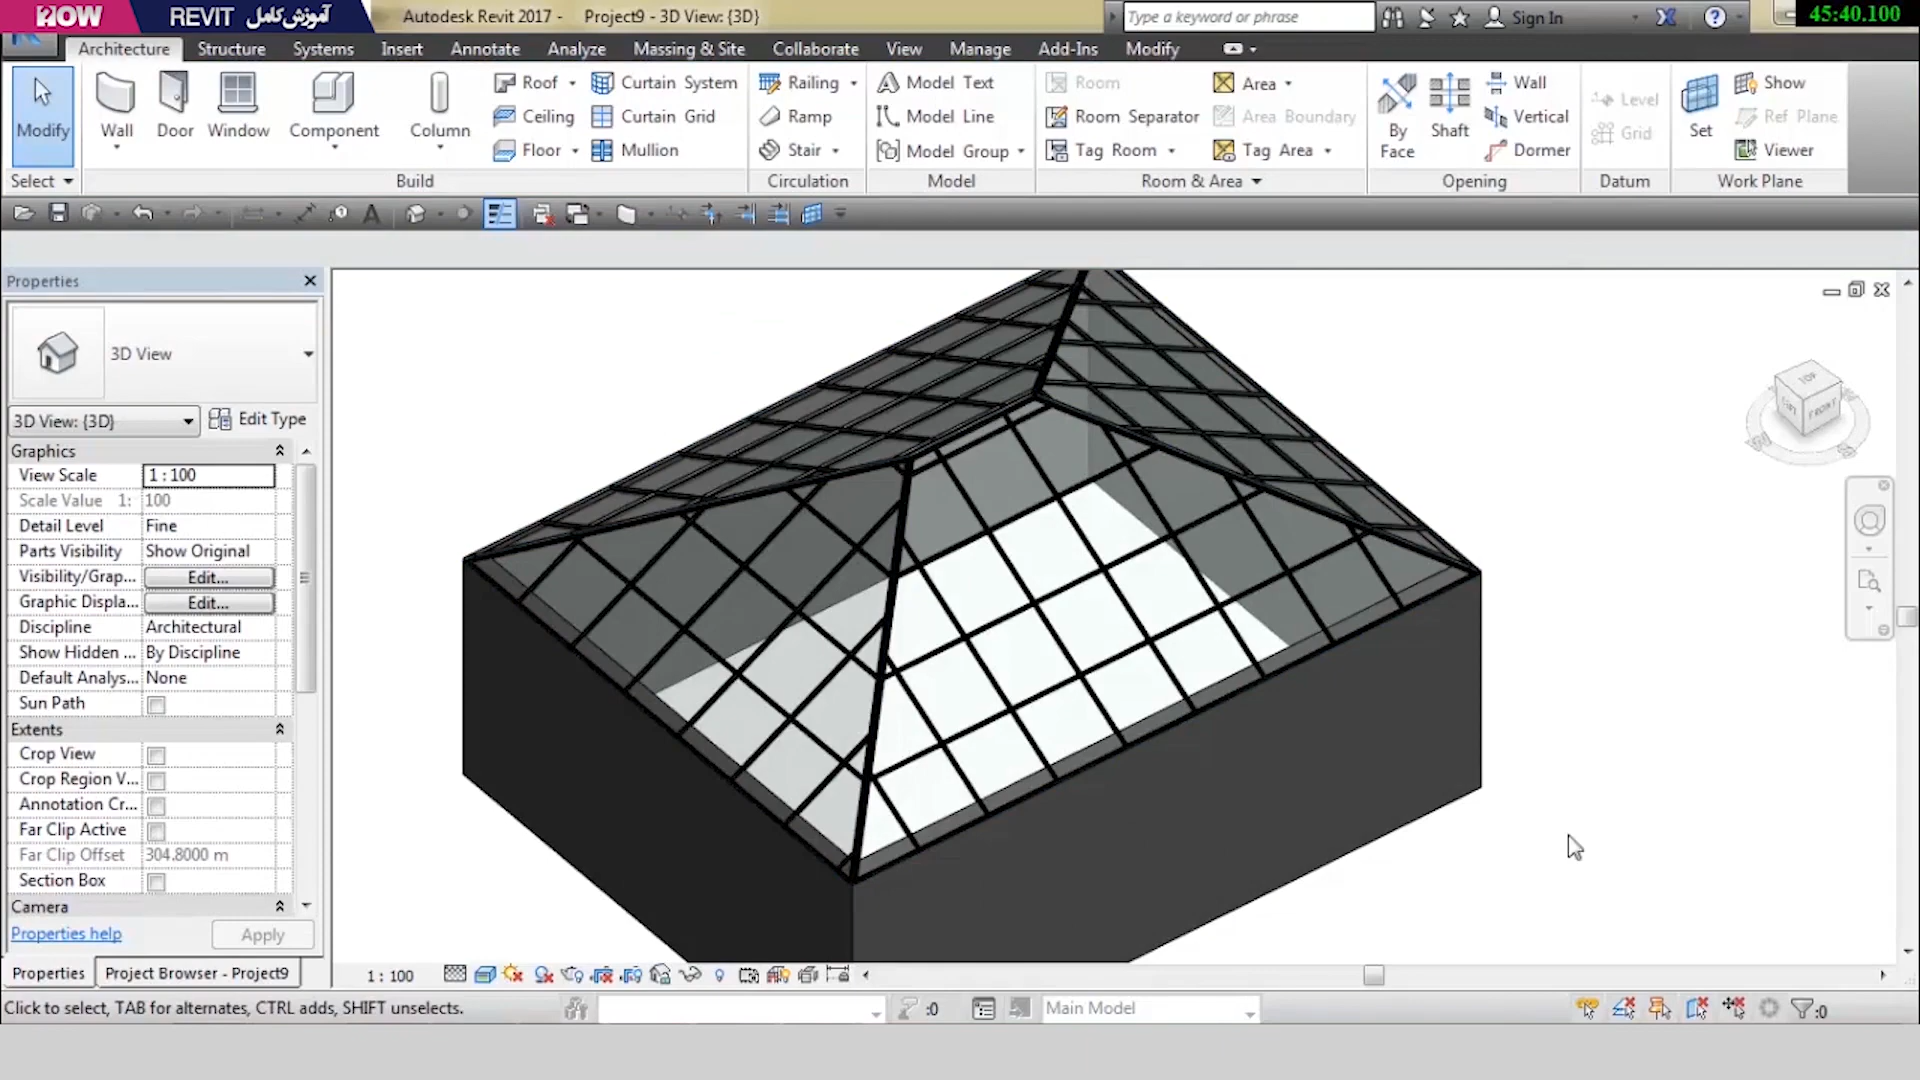 2NOW REVIT آموزش کامل Autodesk Revit 2017 - Project9 - 3D View: {3D} Type a keyword or phrase Sign In 45:40.100
Architecture Structure Systems Insert Annotate Analyze Massing & Site Collaborate View Manage Add-Ins Modify
Modify Wall Door Window Component Column
Roof Curtain System Railing Model Text Room Area Wall Show
Ceiling Curtain Grid Ramp Model Line Room Separator Area Boundary Vertical Level Ref Plane
Floor Mullion Stair Model Group Tag Room Tag Area By Face Shaft Dormer Grid Set Viewer
Select Build Circulation Model Room & Area Opening Datum Work Plane
Properties
3D View
3D View: {3D} Edit Type
Graphics
View Scale 1 : 100
Scale Value 1: 100
Detail Level Fine
Parts Visibility Show Original
Visibility/Grap... Edit...
Graphic Displa... Edit...
Discipline Architectural
Show Hidden ... By Discipline
Default Analys... None
Sun Path
Extents
Crop View
Crop Region V...
Annotation Cr...
Far Clip Active
Far Clip Offset 304.8000 m
Section Box
Camera
Properties help Apply
Properties Project Browser - Project9
TOP
FRONT
1 : 100
Click to select, TAB for alternates, CTRL adds, SHIFT unselects. :0 Main Model :0